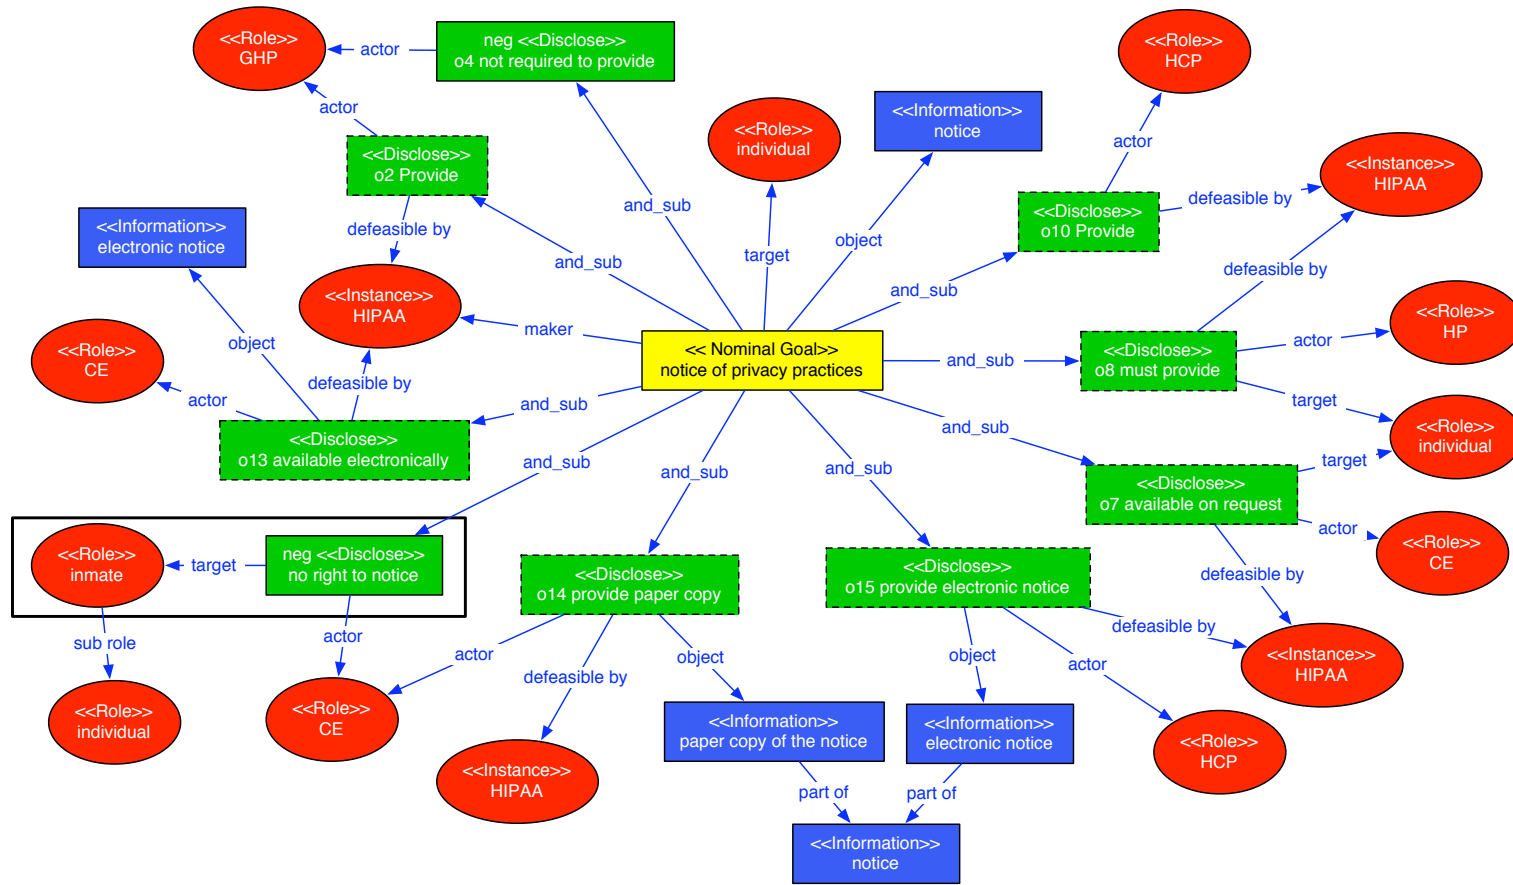 <<Role>>
GHP
actor
neg <<Disclose>>
o4 not required to provide
<<Role>>
HCP
actor
<<Disclose>>
o2 Provide
<<Role>>
individual
<<Information>>
notice
actor
<<Instance>>
HIPAA
defeasible by
<<Disclose>>
o10 Provide
and_sub
<<Information>>
electronic notice
defeasible by
object
target
and_sub
and_sub
defeasible by
<<Instance>>
HIPAA
maker
<<Role>>
HP
actor
<<Role>>
CE
object
<< Nominal Goal>>
notice of privacy practices
and_sub
<<Disclose>>
o8 must provide
defeasible by
actor
and_sub
target
<<Role>>
individual
<<Disclose>>
o13 available electronically
and_sub
and_sub
and_sub
and_sub
target
<<Disclose>>
o7 available on request
actor
<<Role>>
CE
<<Role>>
inmate
target
neg <<Disclose>>
no right to notice
<<Disclose>>
o14 provide paper copy
<<Disclose>>
o15 provide electronic notice
defeasible by
sub role
actor
actor
defeasible by
object
object
actor
defeasible by
<<Instance>>
HIPAA
<<Role>>
individual
<<Role>>
CE
<<Information>>
paper copy of the notice
<<Information>>
electronic notice
<<Role>>
HCP
<<Instance>>
HIPAA
part of
part of
<<Information>>
notice